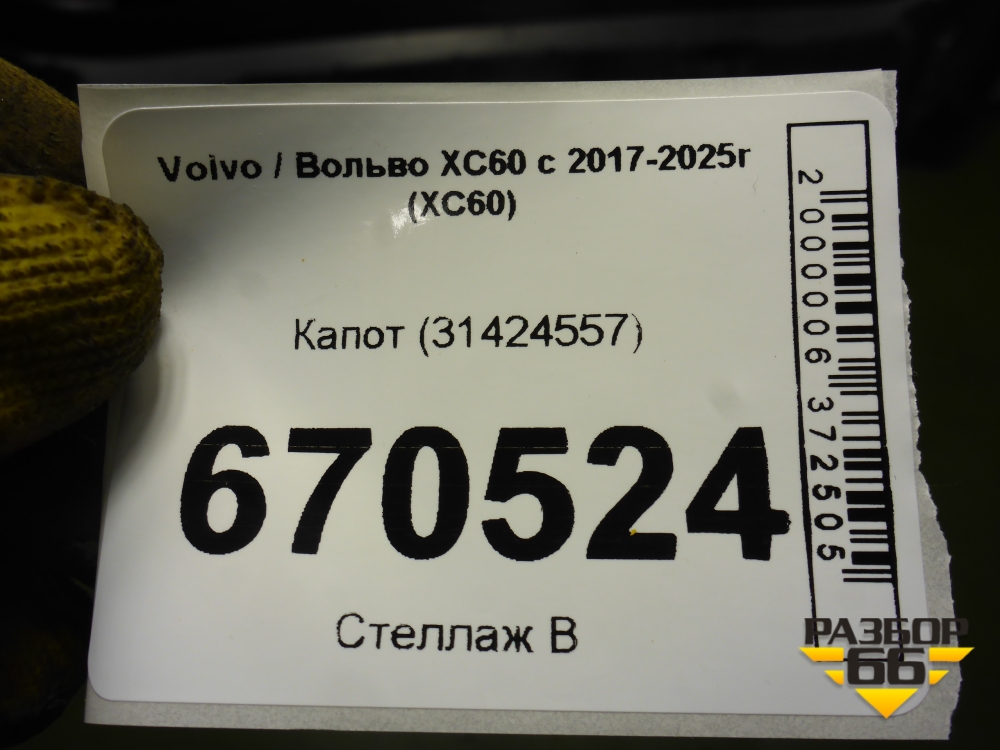 Volvo / Вольво XC60 с 2017-2025г
(XC60)
Капот (31424557)
670524
Стеллаж В
2000006372505
РАЗБОР
66